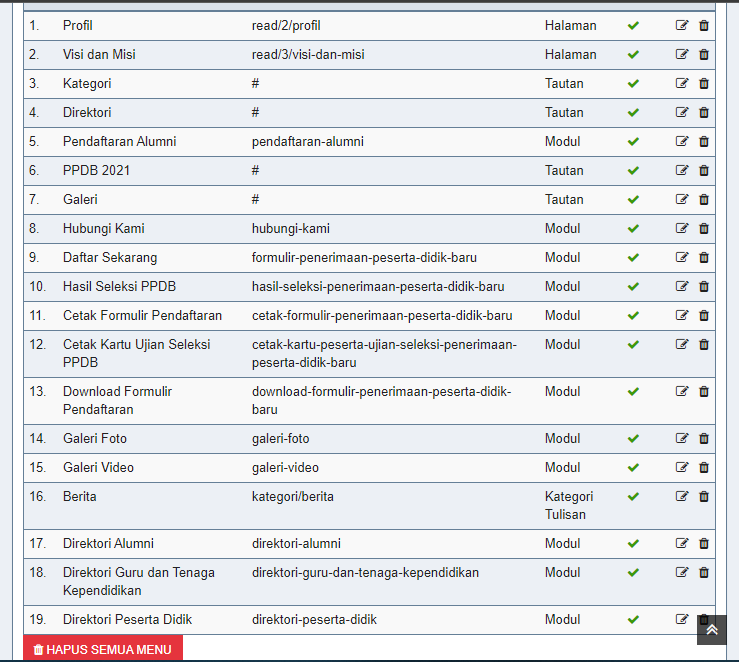 1. Profil read/2/profil Halaman
2. Visi dan Misi read/3/visi-dan-misi Halaman
3. Kategori # Tautan
4. Direktori # Tautan
5. Pendaftaran Alumni pendaftaran-alumni Modul
6. PPDB 2021 # Tautan
7. Galeri # Tautan
8. Hubungi Kami hubungi-kami Modul
9. Daftar Sekarang formulir-penerimaan-peserta-didik-baru Modul
10. Hasil Seleksi PPDB hasil-seleksi-penerimaan-peserta-didik-baru Modul
11. Cetak Formulir Pendaftaran cetak-formulir-penerimaan-peserta-didik-baru Modul
12. Cetak Kartu Ujian Seleksi cetak-kartu-peserta-ujian-seleksi-penerimaan- Modul
PPDB peserta-didik-baru
13. Download Formulir download-formulir-penerimaan-peserta-didik- Modul
Pendaftaran baru
14. Galeri Foto galeri-foto Modul
15. Galeri Video galeri-video Modul
16. Berita kategori/berita Kategori
Tulisan
17. Direktori Alumni direktori-alumni Modul
18. Direktori Guru dan Tenaga direktori-guru-dan-tenaga-kependidikan Modul
Kependidikan
19. Direktori Peserta Didik direktori-peserta-didik Modul
HAPUS SEMUA MENU